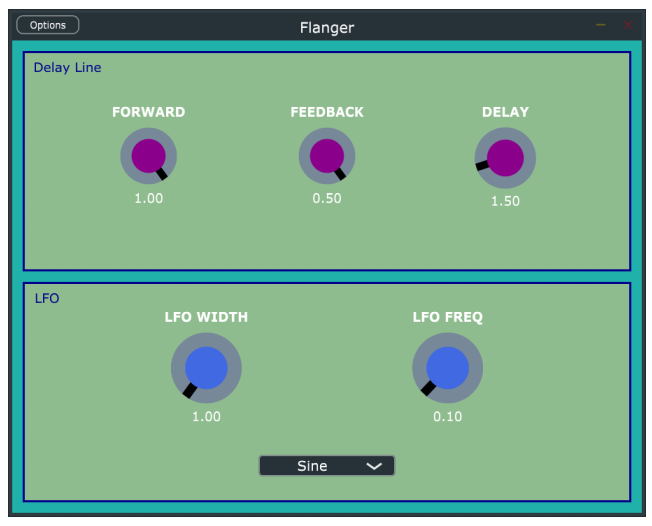 Options
Flanger
Delay Line
FORWARD
FEEDBACK
DELAY
1.00
0.50
1.50
LFO
LFO WIDTH
LFO FREQ
1.00
0.10
Sine